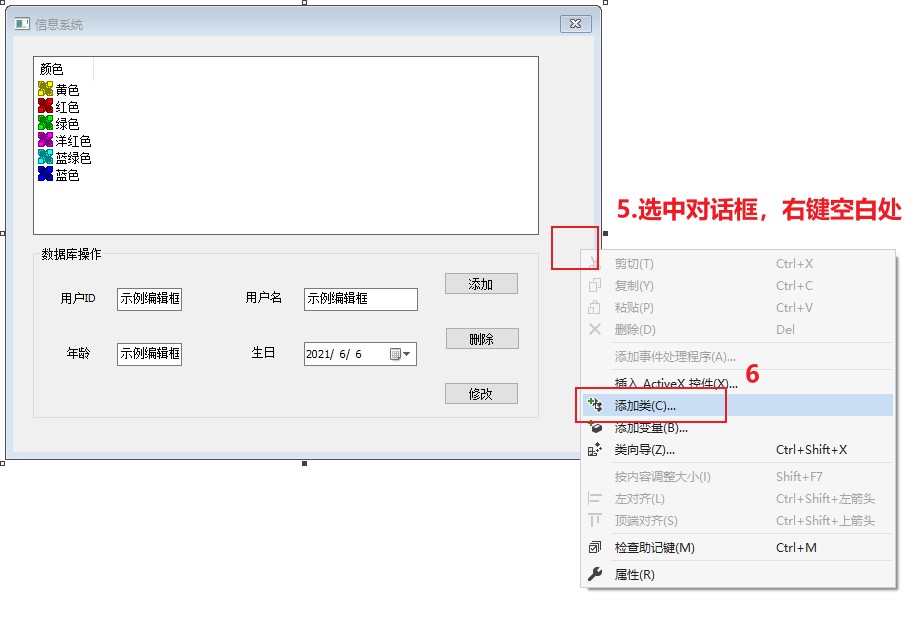 信息系统
颜色
黄色
红色
绿色
洋红色
蓝绿色
蓝色
数据库操作
用户ID 示例编辑框 用户名 示例编辑框 添加
删除
年龄 示例编辑框 生日 2021/ 6/ 6
修改
5.选中对话框，右键空白处
剪切(T) Ctrl+X
复制(Y) Ctrl+C
粘贴(P) Ctrl+V
删除(D) Del
添加事件处理程序(A)...
插入 ActiveX 控件(X)...
6
添加类(C)...
添加变量(B)...
类向导(Z)... Ctrl+Shift+X
按内容调整大小(I) Shift+F7
左对齐(L) Ctrl+Shift+左箭头
顶端对齐(S) Ctrl+Shift+上箭头
检查助记键(M) Ctrl+M
属性(R)